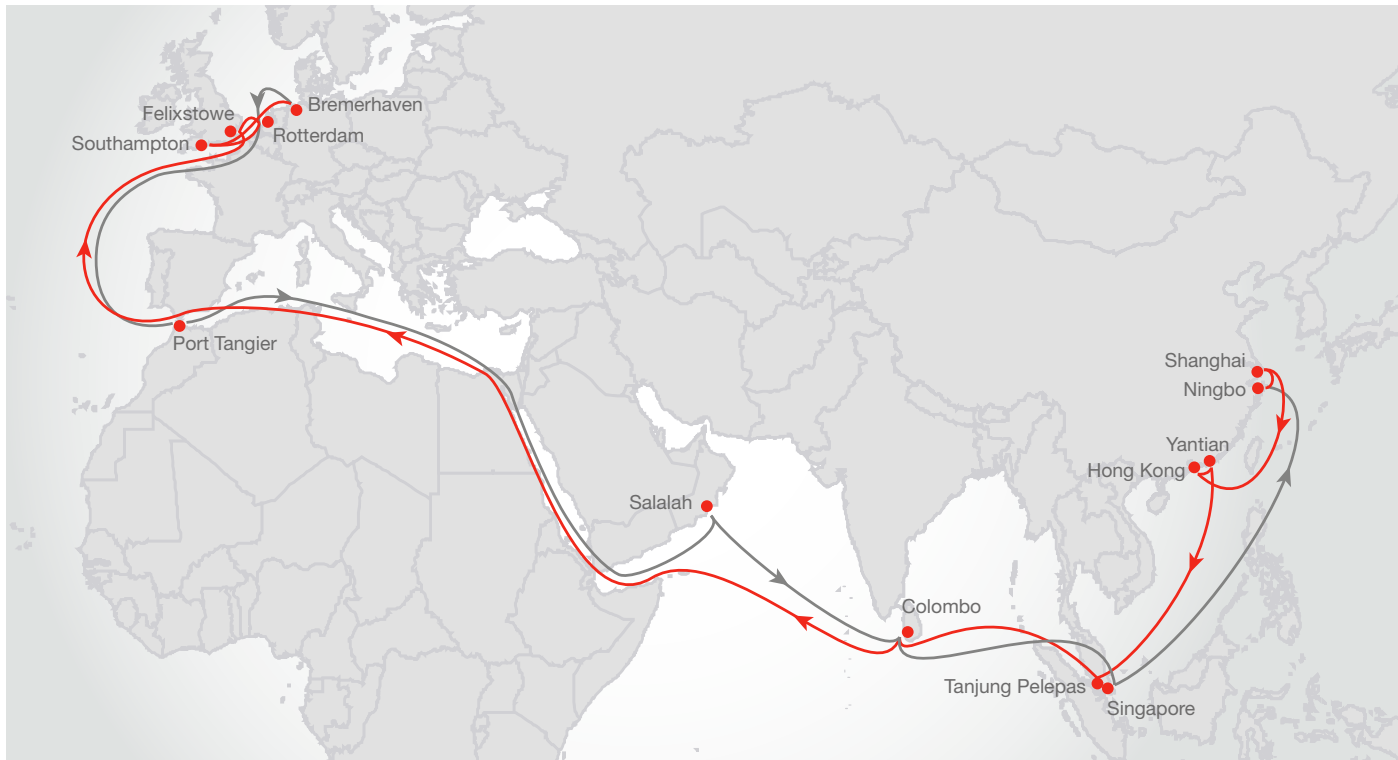 Bremerhaven
Felixstowe
Rotterdam
Southampton
Port Tangier
Shanghai
Ningbo
Yantian
Hong Kong
Salalah
Colombo
Tanjung Pelepas
Singapore